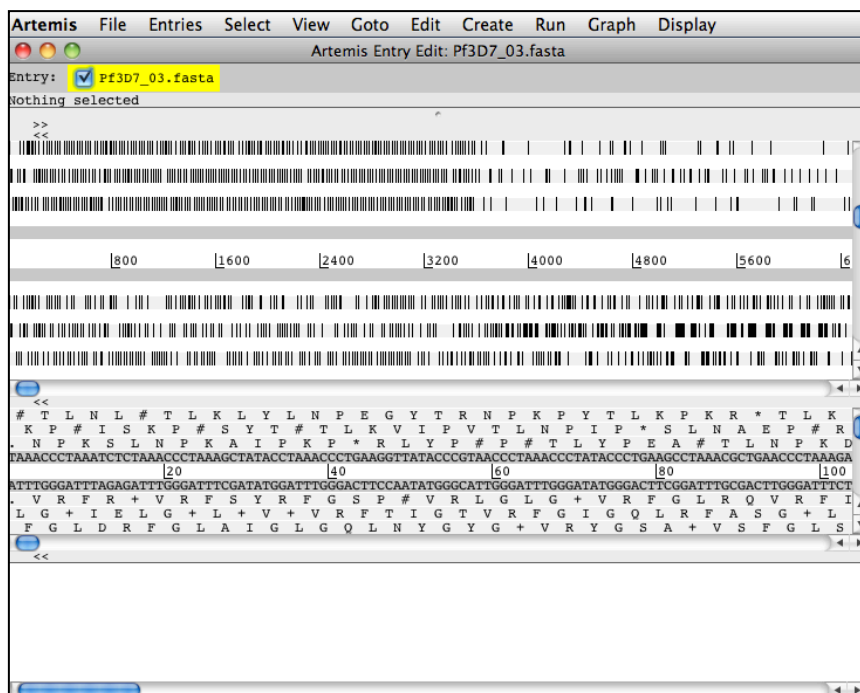 Artemis File Entries Select View Goto Edit Create Run Graph Display
Artemis Entry Edit: Pf3D7_03.fasta
Entry: Pf3D7_03.fasta
Nothing selected
>>
<<
800 1600 2400 3200 4000 4800 5600 6
<<
# T L N L # T L K L Y L N P E G Y T R N P K P Y T L K P K R * T L K
K P # I S K P # S Y T # T L K V I P V T L N P I P * S L N A E P # R
. N P K S L N P K A I P K P * R L Y P # P # T L Y P E A # T L N P K D
TAAACCCTAAATCTCTAAACCCTAAAGCTATACCTAAACCCTGAAGGTTATACCCGTAACCCTAAACCCTATACCCTGAAGCCTAAACGCTGAACCCTAAAGA
20 40 60 80 100
ATTTGGGATTTAGAGATTTGGGATTTCGATATGGATTTGGGACTTCCAATATGGGCATTGGGATTTGGGATATGGGACTTCGGATTTGCGACTTGGGATTTCT
. V R F R + V R F S Y R F G S P # V R L G L G + V R F G L R Q V R F I
L G + I E L G + L + V + V R F T I G T V R F G I G Q L R F A S G + L
F G L D R F G L A I G L G Q L N Y G Y G + V R Y G S A + V S F G L S
<<